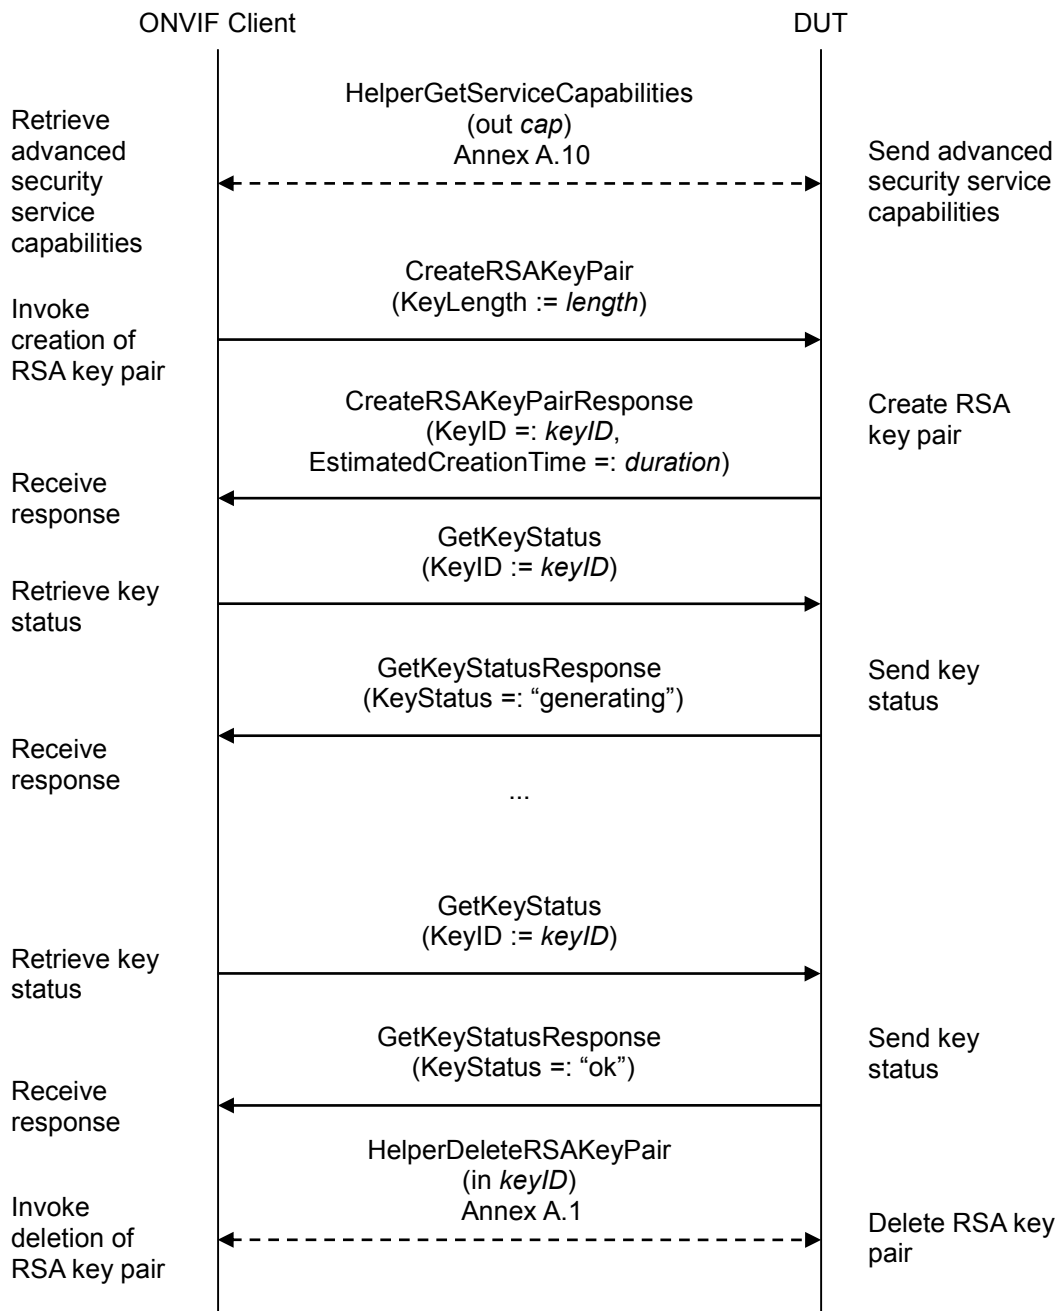 ONVIF Client
DUT
HelperGetServiceCapabilities
(out cap)
Annex A.10
Retrieve
advanced
security
service
capabilities
Send advanced
security service
capabilities
CreateRSAKeyPair
(KeyLength := length)
Invoke
creation of
RSA key pair
CreateRSAKeyPairResponse
(KeyID =: keyID,
EstimatedCreationTime =: duration)
Create RSA
key pair
Receive
response
GetKeyStatus
(KeyID := keyID)
Retrieve key
status
GetKeyStatusResponse
(KeyStatus =: “generating”)
Send key
status
Receive
response
...
GetKeyStatus
(KeyID := keyID)
Retrieve key
status
GetKeyStatusResponse
(KeyStatus =: “ok”)
Send key
status
Receive
response
HelperDeleteRSAKeyPair
(in keyID)
Annex A.1
Invoke
deletion of
RSA key pair
Delete RSA key
pair